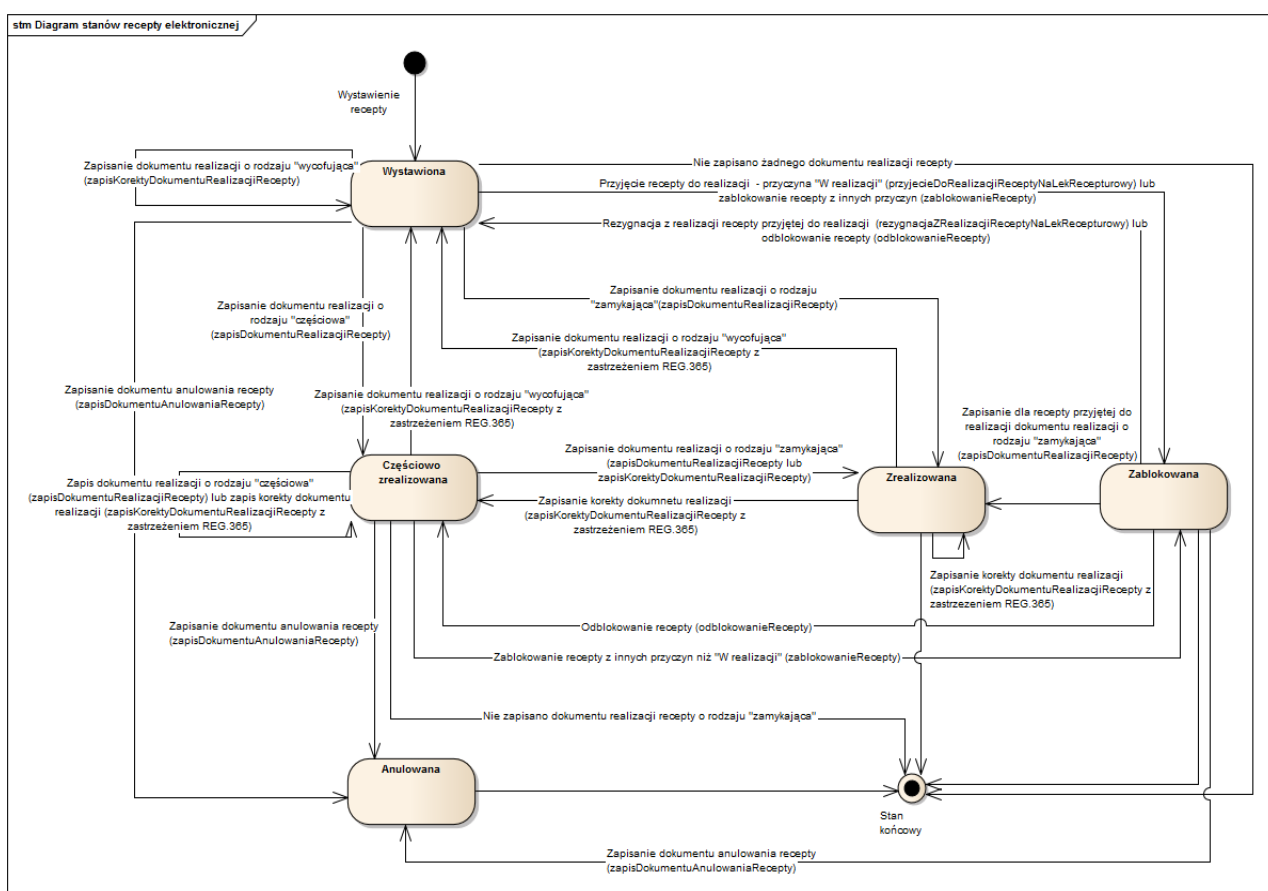 stm Diagram stanów recepty elektronicznej
Wystawienie
recepty
Zapisanie dokumentu realizacji o rodzaju "wycofująca"
(zapisKorektyDokumentuRealizacjiRecepty)
Wystawiona
Nie zapisano żadnego dokumentu realizacji recepty
Przyjęcie recepty do realizacji - przyczyna "W realizacji" (przyjecieDoRealizacjiReceptyNaLekRecepturowy) lub
zablokowanie recepty z innych przyczyn (zablokowanieRecepty)
Rezygnacja z realizacji recepty przyjętej do realizacji (rezygnacjaZRealizacjiReceptyNaLekRecepturowy) lub
odblokowanie recepty (odblokowanieRecepty)
Zapisanie dokumentu realizacji o
rodzaju "częściowa"
(zapisDokumentuRealizacjiRecepty)
Zapisanie dokumentu realizacji o rodzaju
"zamykająca"(zapisDokumentuRealizacjiRecepty)
Zapisanie dokumentu realizacji o rodzaju "wycofująca"
(zapisKorektyDokumentuRealizacjiRecepty z
zastrzeżeniem REG.365)
Zapisanie dokumentu anulowania recepty
(zapisDokumentuAnulowaniaRecepty)
Zapisanie dokumentu realizacji o rodzaju "wycofująca"
(zapisKorektyDokumentuRealizacjiRecepty z
zastrzeżeniem REG.365)
Zapisanie dla recepty przyjętej do
realizacji dokumentu realizacji o
rodzaju "zamykająca"
(zapisDokumentuRealizacjiRecepty)
Częściowo
zrealizowana
Zapisanie dokumentu realizacji o rodzaju "zamykająca"
(zapisDokumentuRealizacjiRecepty lub
zapisKorektyDokumentuRealizacjiRecepty)
Zrealizowana
Zablokowana
Zapis dokumentu realizacji o rodzaju "częściowa"
(zapisDokumentuRealizacjiRecepty) lub zapis korekty dokumentu
realizacji (zapisKorektyDokumentuRealizacjiRecepty z
zastrzeżeniem REG.365)
Zapisanie korekty dokumnetu realizacji
(zapisKorektyDokumentuRealizacjiRecepty z
zastrzeżeniem REG.365)
Zapisanie korekty dokumentu realizacji
(zapisKorektyDokumentuRealizacjiRecepty z
zastrzezeniem REG.365)
Zapisanie dokumentu anulowania recepty
(zapisDokumentuAnulowaniaRecepty)
Odblokowanie recepty (odblokowanieRecepty)
Zablokowanie recepty z innych przyczyn niż "W realizacji" (zablokowanieRecepty)
Nie zapisano dokumentu realizacji recepty o rodzaju "zamykająca"
Anulowana
Stan
końcowy
Zapisanie dokumentu anulowania recepty
(zapisDokumentuAnulowaniaRecepty)